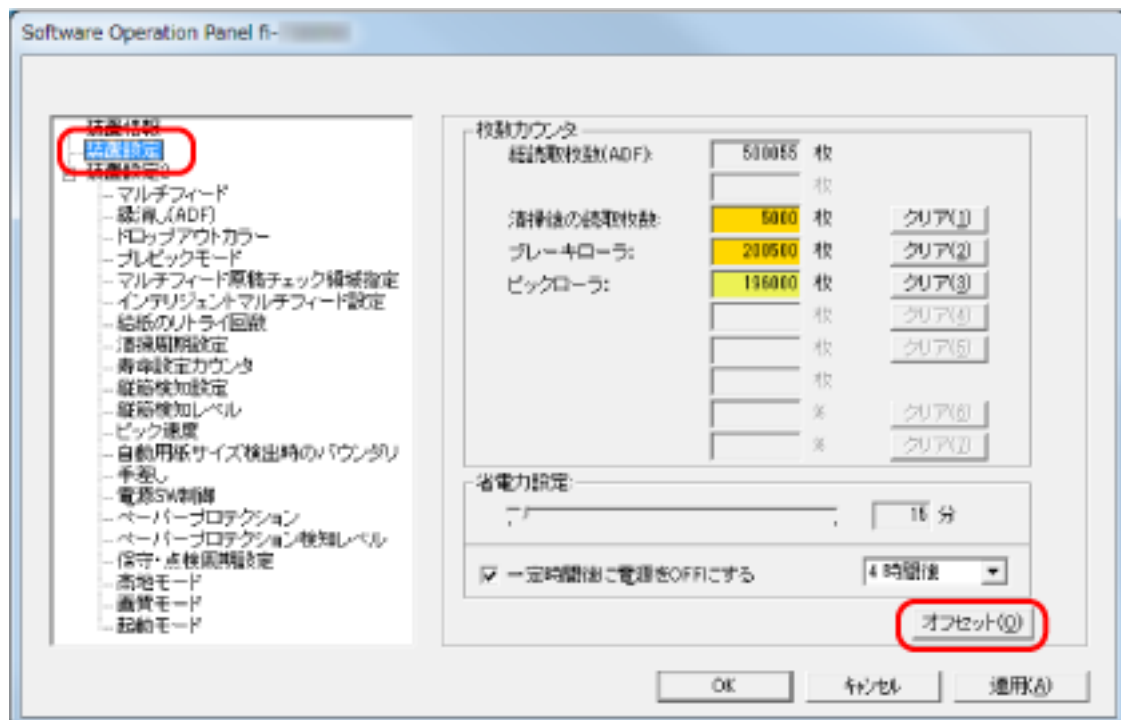 Software Operation Panel fi-
装置情報
装置設定
装置設定2
マルチフィード
縁消し(ADF)
ドロップアウトカラー
プレピックモード
マルチフィード原稿チェック領域指定
インテリジェントマルチフィード設定
給紙のリトライ回数
清掃周期設定
寿命設定カウンタ
縦筋検知設定
縦筋検知レベル
ピック速度
自動用紙サイズ検出時のバウンダリ
手差し
電源SW制御
ペーパープロテクション
ペーパープロテクション検知レベル
保守・点検周期設定
高地モード
画質モード
起動モード
枚数カウンタ
総読取枚数(ADF): 500055 枚
枚
清掃後の読取枚数: 5000 枚 クリア(1)
ブレーキローラ: 200500 枚 クリア(2)
ピックローラ: 196000 枚 クリア(3)
枚 クリア(4)
枚 クリア(5)
枚
% クリア(6)
% クリア(7)
省電力設定:
15 分
一定時間後に電源をOFFにする 4 時間後
オフセット(O)
OK キャンセル 適用(A)